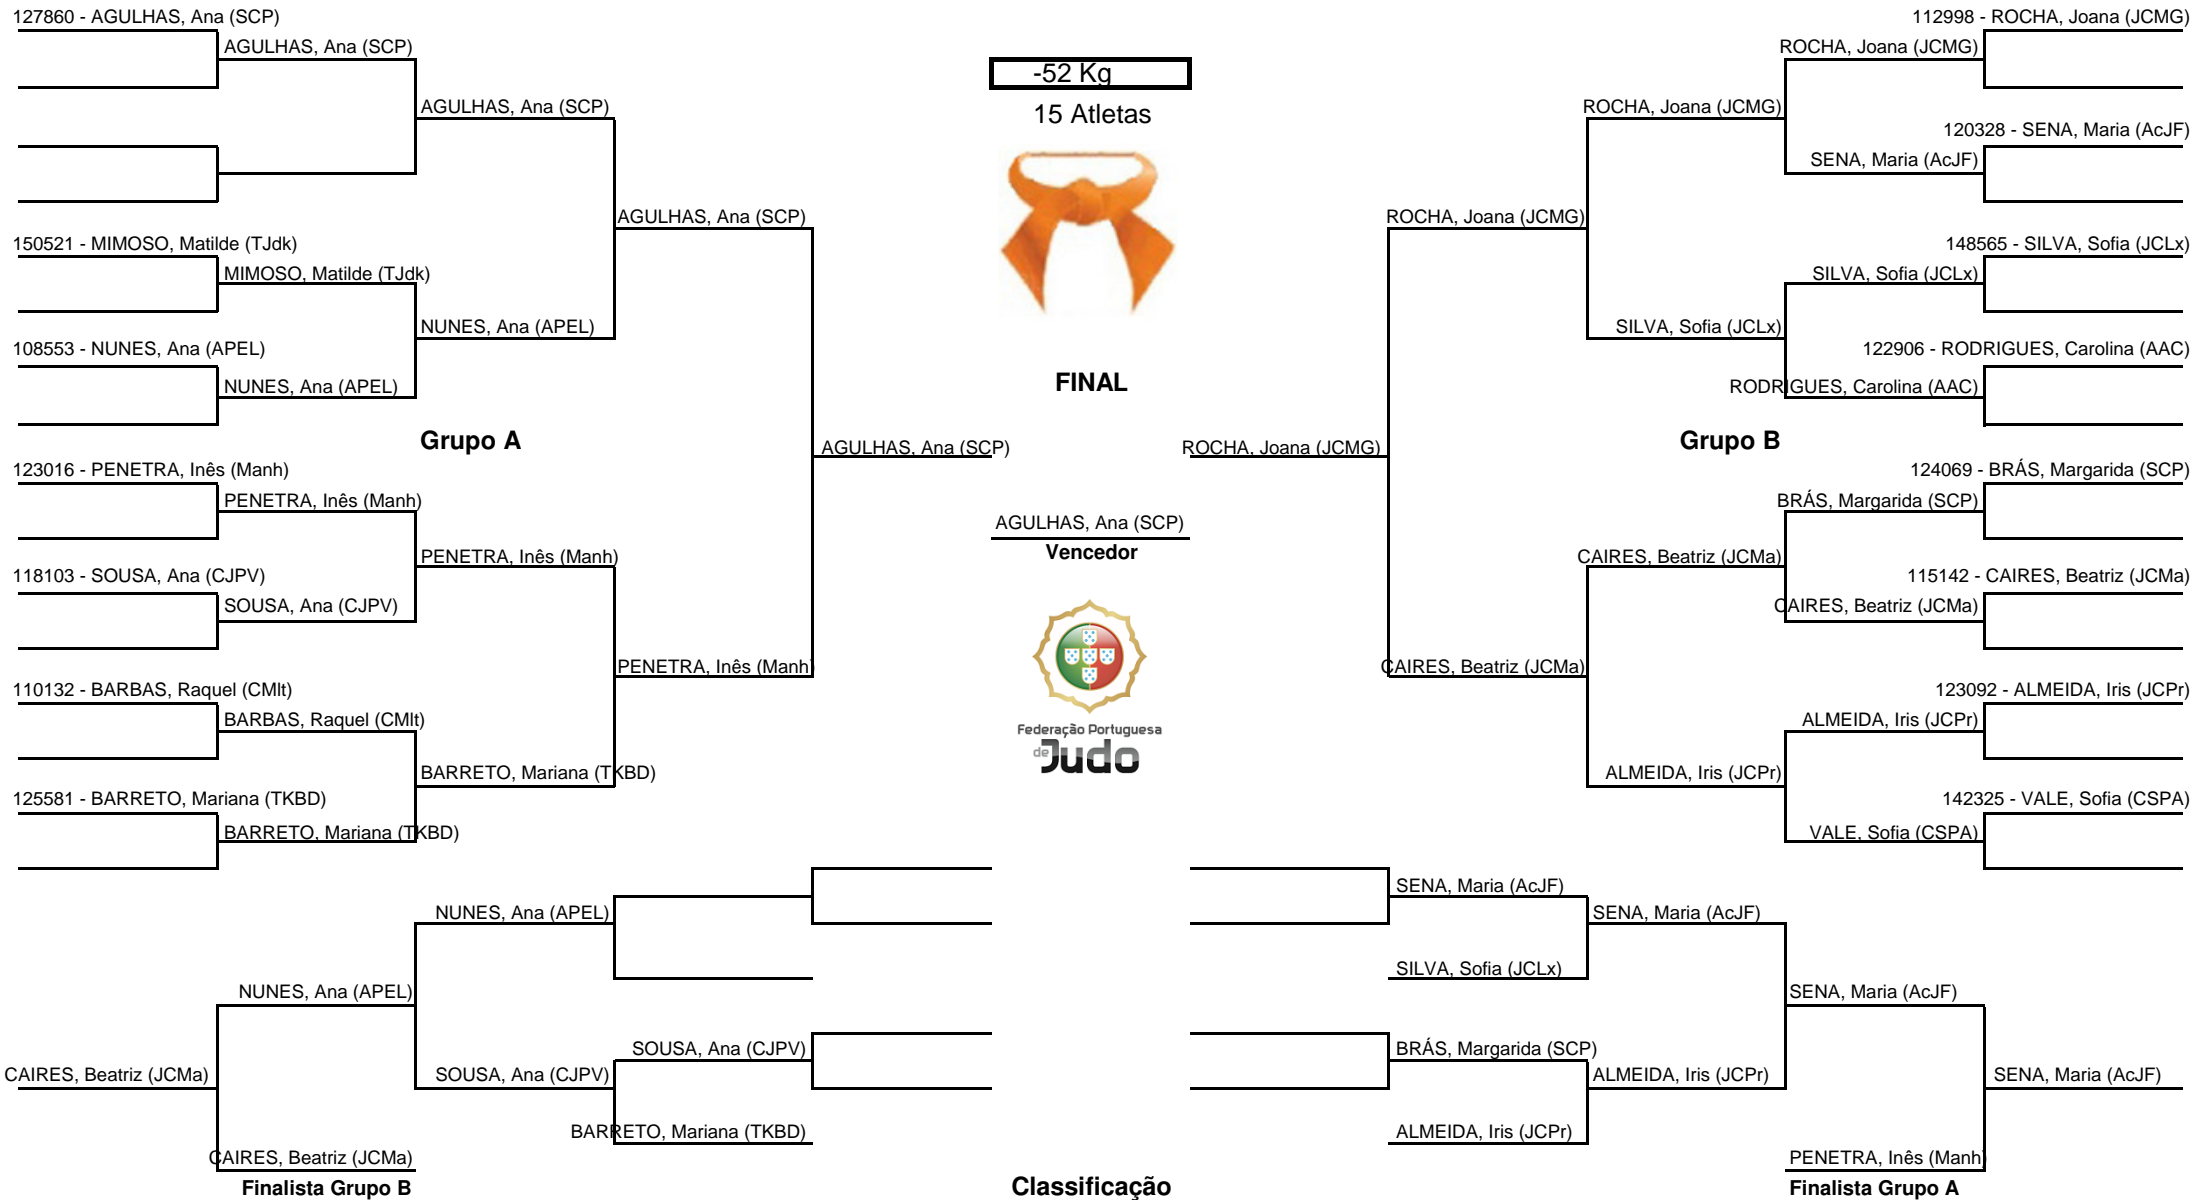 127860 - AGULHAS, Ana (SCP)
AGULHAS, Ana (SCP)
AGULHAS, Ana (SCP)
150521 - MIMOSO, Matilde (TJdk)
MIMOSO, Matilde (TJdk)
AGULHAS, Ana (SCP)
NUNES, Ana (APEL)
108553 - NUNES, Ana (APEL)
NUNES, Ana (APEL)
Grupo A
AGULHAS, Ana (SCP)
123016 - PENETRA, Inês (Manh)
PENETRA, Inês (Manh)
PENETRA, Inês (Manh)
118103 - SOUSA, Ana (CJPV)
SOUSA, Ana (CJPV)
PENETRA, Inês (Manh)
110132 - BARBAS, Raquel (CMlt)
BARBAS, Raquel (CMlt)
BARRETO, Mariana (TKBD)
125581 - BARRETO, Mariana (TKBD)
BARRETO, Mariana (TKBD)
-52 Kg
15 Atletas
FINAL
AGULHAS, Ana (SCP)
Vencedor
Federação Portuguesa
de Judo
112998 - ROCHA, Joana (JCMG)
ROCHA, Joana (JCMG)
ROCHA, Joana (JCMG)
120328 - SENA, Maria (AcJF)
SENA, Maria (AcJF)
ROCHA, Joana (JCMG)
148565 - SILVA, Sofia (JCLx)
SILVA, Sofia (JCLx)
SILVA, Sofia (JCLx)
122906 - RODRIGUES, Carolina (AAC)
RODRIGUES, Carolina (AAC)
Grupo B
ROCHA, Joana (JCMG)
124069 - BRÁS, Margarida (SCP)
BRÁS, Margarida (SCP)
CAIRES, Beatriz (JCMa)
115142 - CAIRES, Beatriz (JCMa)
CAIRES, Beatriz (JCMa)
CAIRES, Beatriz (JCMa)
123092 - ALMEIDA, Iris (JCPr)
ALMEIDA, Iris (JCPr)
ALMEIDA, Iris (JCPr)
142325 - VALE, Sofia (CSPA)
VALE, Sofia (CSPA)
NUNES, Ana (APEL)
NUNES, Ana (APEL)
SOUSA, Ana (CJPV)
CAIRES, Beatriz (JCMa)
SOUSA, Ana (CJPV)
BARRETO, Mariana (TKBD)
CAIRES, Beatriz (JCMa)
Finalista Grupo B
SENA, Maria (AcJF)
SENA, Maria (AcJF)
SILVA, Sofia (JCLx)
SENA, Maria (AcJF)
BRÁS, Margarida (SCP)
ALMEIDA, Iris (JCPr)
SENA, Maria (AcJF)
ALMEIDA, Iris (JCPr)
PENETRA, Inês (Manh)
Finalista Grupo A
Classificação